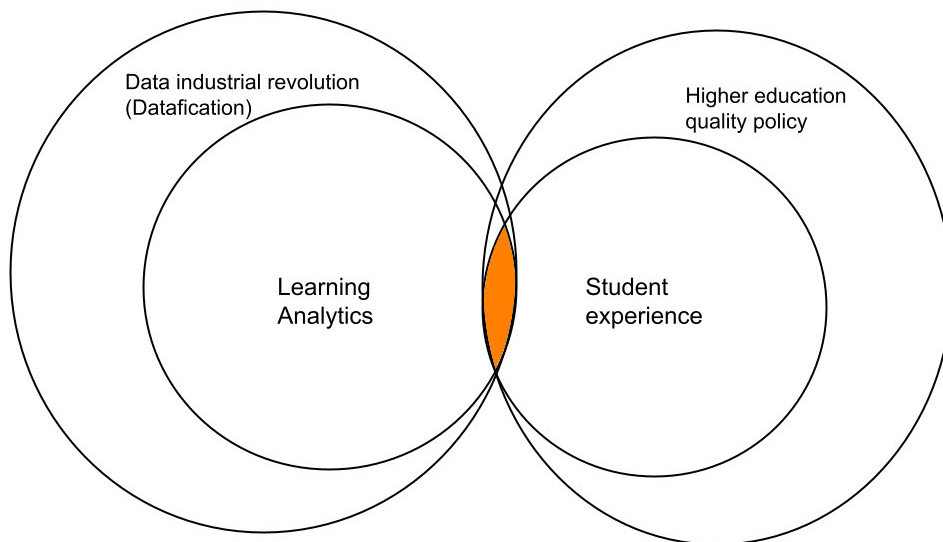 Data industrial revolution
(Datafication)
Higher education
quality policy
Learning
Analytics
Student
experience